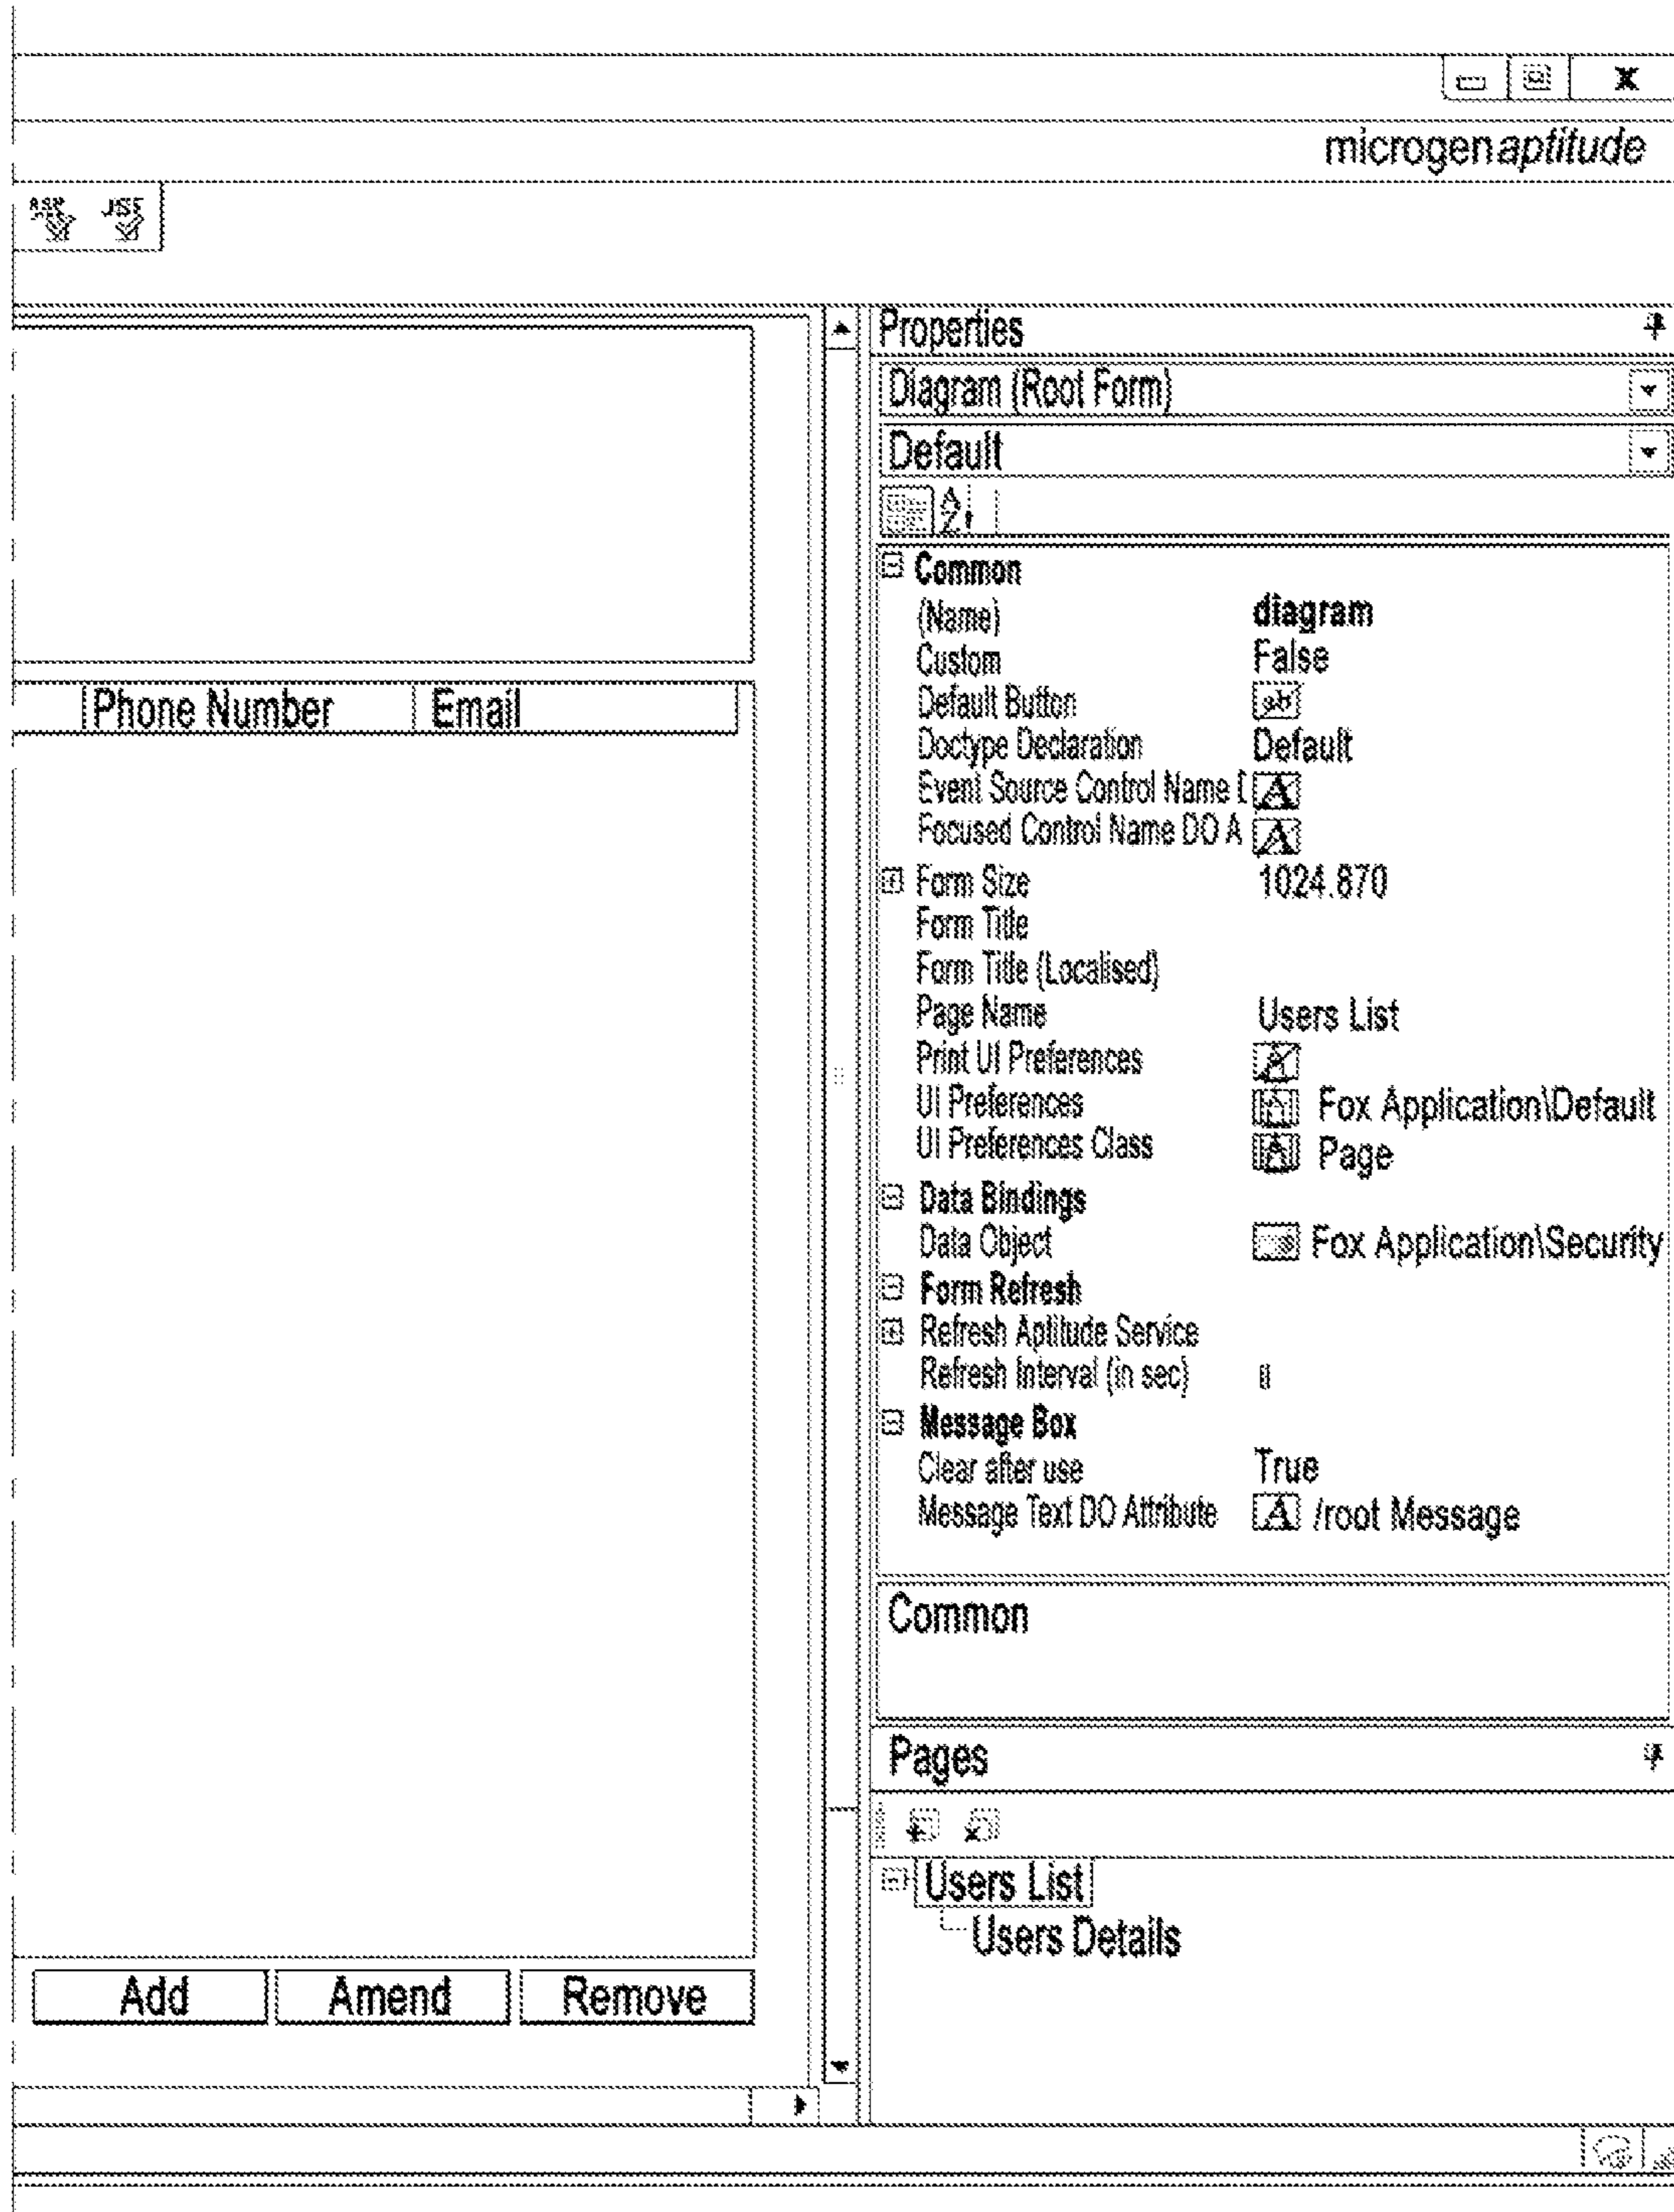 microgenaptitude
ASP JSF
Properties
Diagram (Root Form)
Default
Common
(Name) diagram
Custom False
Default Button ab
Doctype Declaration Default
Event Source Control Name D
Focused Control Name DO A
Form Size 1024.870
Form Title
Form Title (Localised)
Page Name Users List
Print UI Preferences
UI Preferences Fox Application\Default
UI Preferences Class Page
Data Bindings
Data Object Fox Application\Security
Form Refresh
Refresh Aptitude Service
Refresh Interval (in sec)
Message Box
Clear after use True
Message Text DO Attribute A /root Message
Common
Pages
Users List
Users Details
Phone Number Email
Add Amend Remove